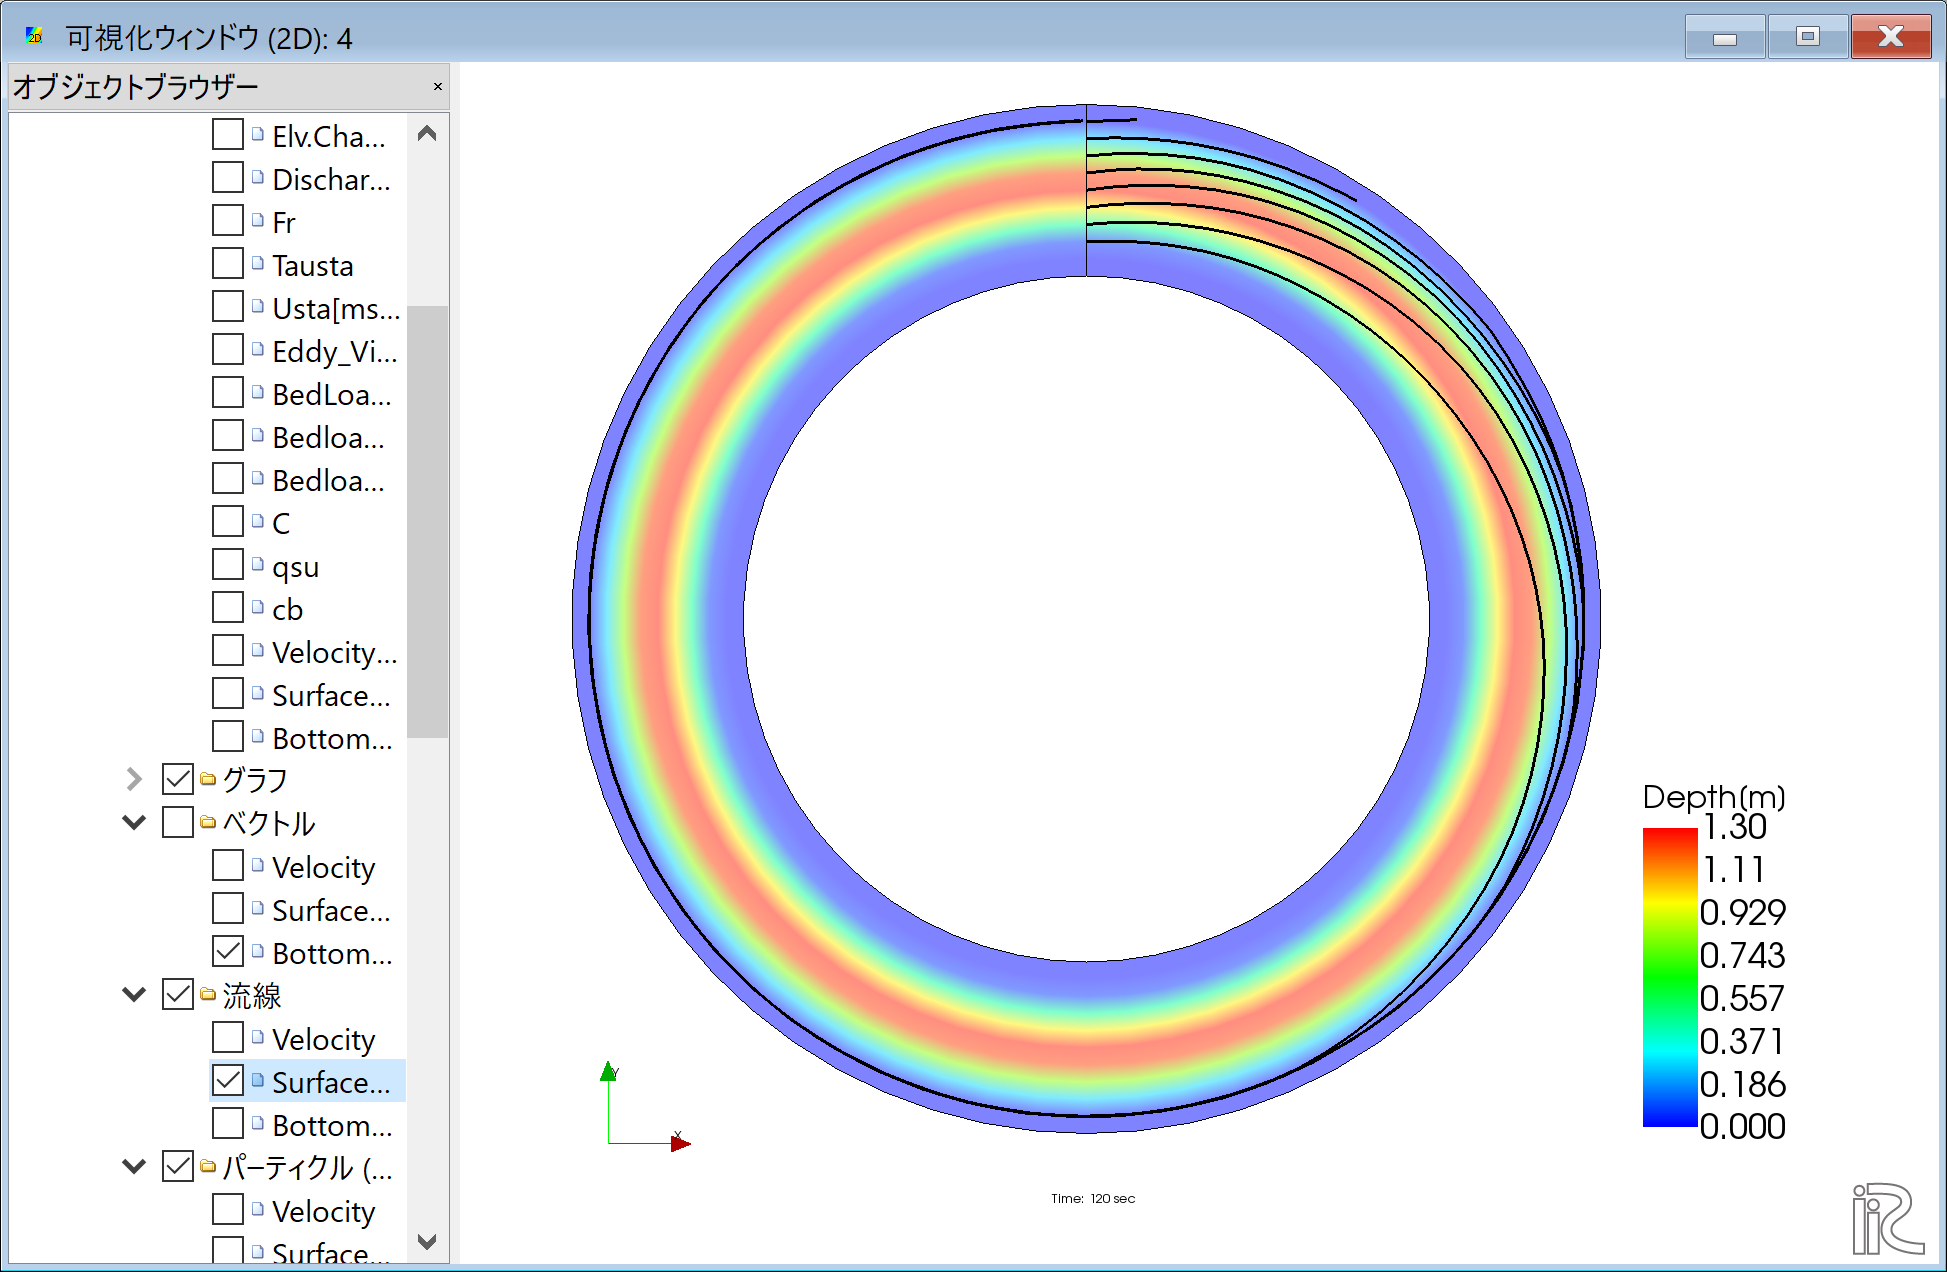 可視化ウィンドウ (2D): 4
オブジェクトブラウザー
Elv.Cha...
Dischar...
Fr
Tausta
Usta[ms...
Eddy_Vi...
BedLoa...
Bedloa...
Bedloa...
C
qsu
cb
Velocity...
Surface...
Bottom...
グラフ
ベクトル
Velocity
Surface...
Bottom...
流線
Velocity
Surface...
Bottom...
パーティクル (...
Velocity
Surface...
Depth(m)
1.30
1.11
0.929
0.743
0.557
0.371
0.186
0.000
Y
X
Time: 120 sec
iRIC